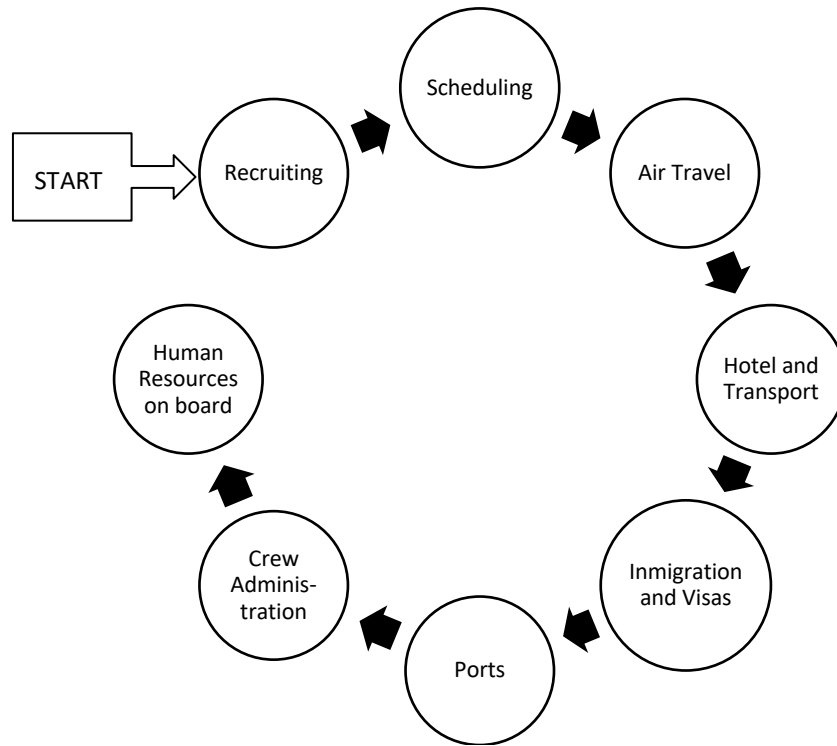 START
Recruiting
Scheduling
Air Travel
Hotel and
Transport
Inmigration
and Visas
Ports
Crew
Adminis-
tration
Human
Resources
on board